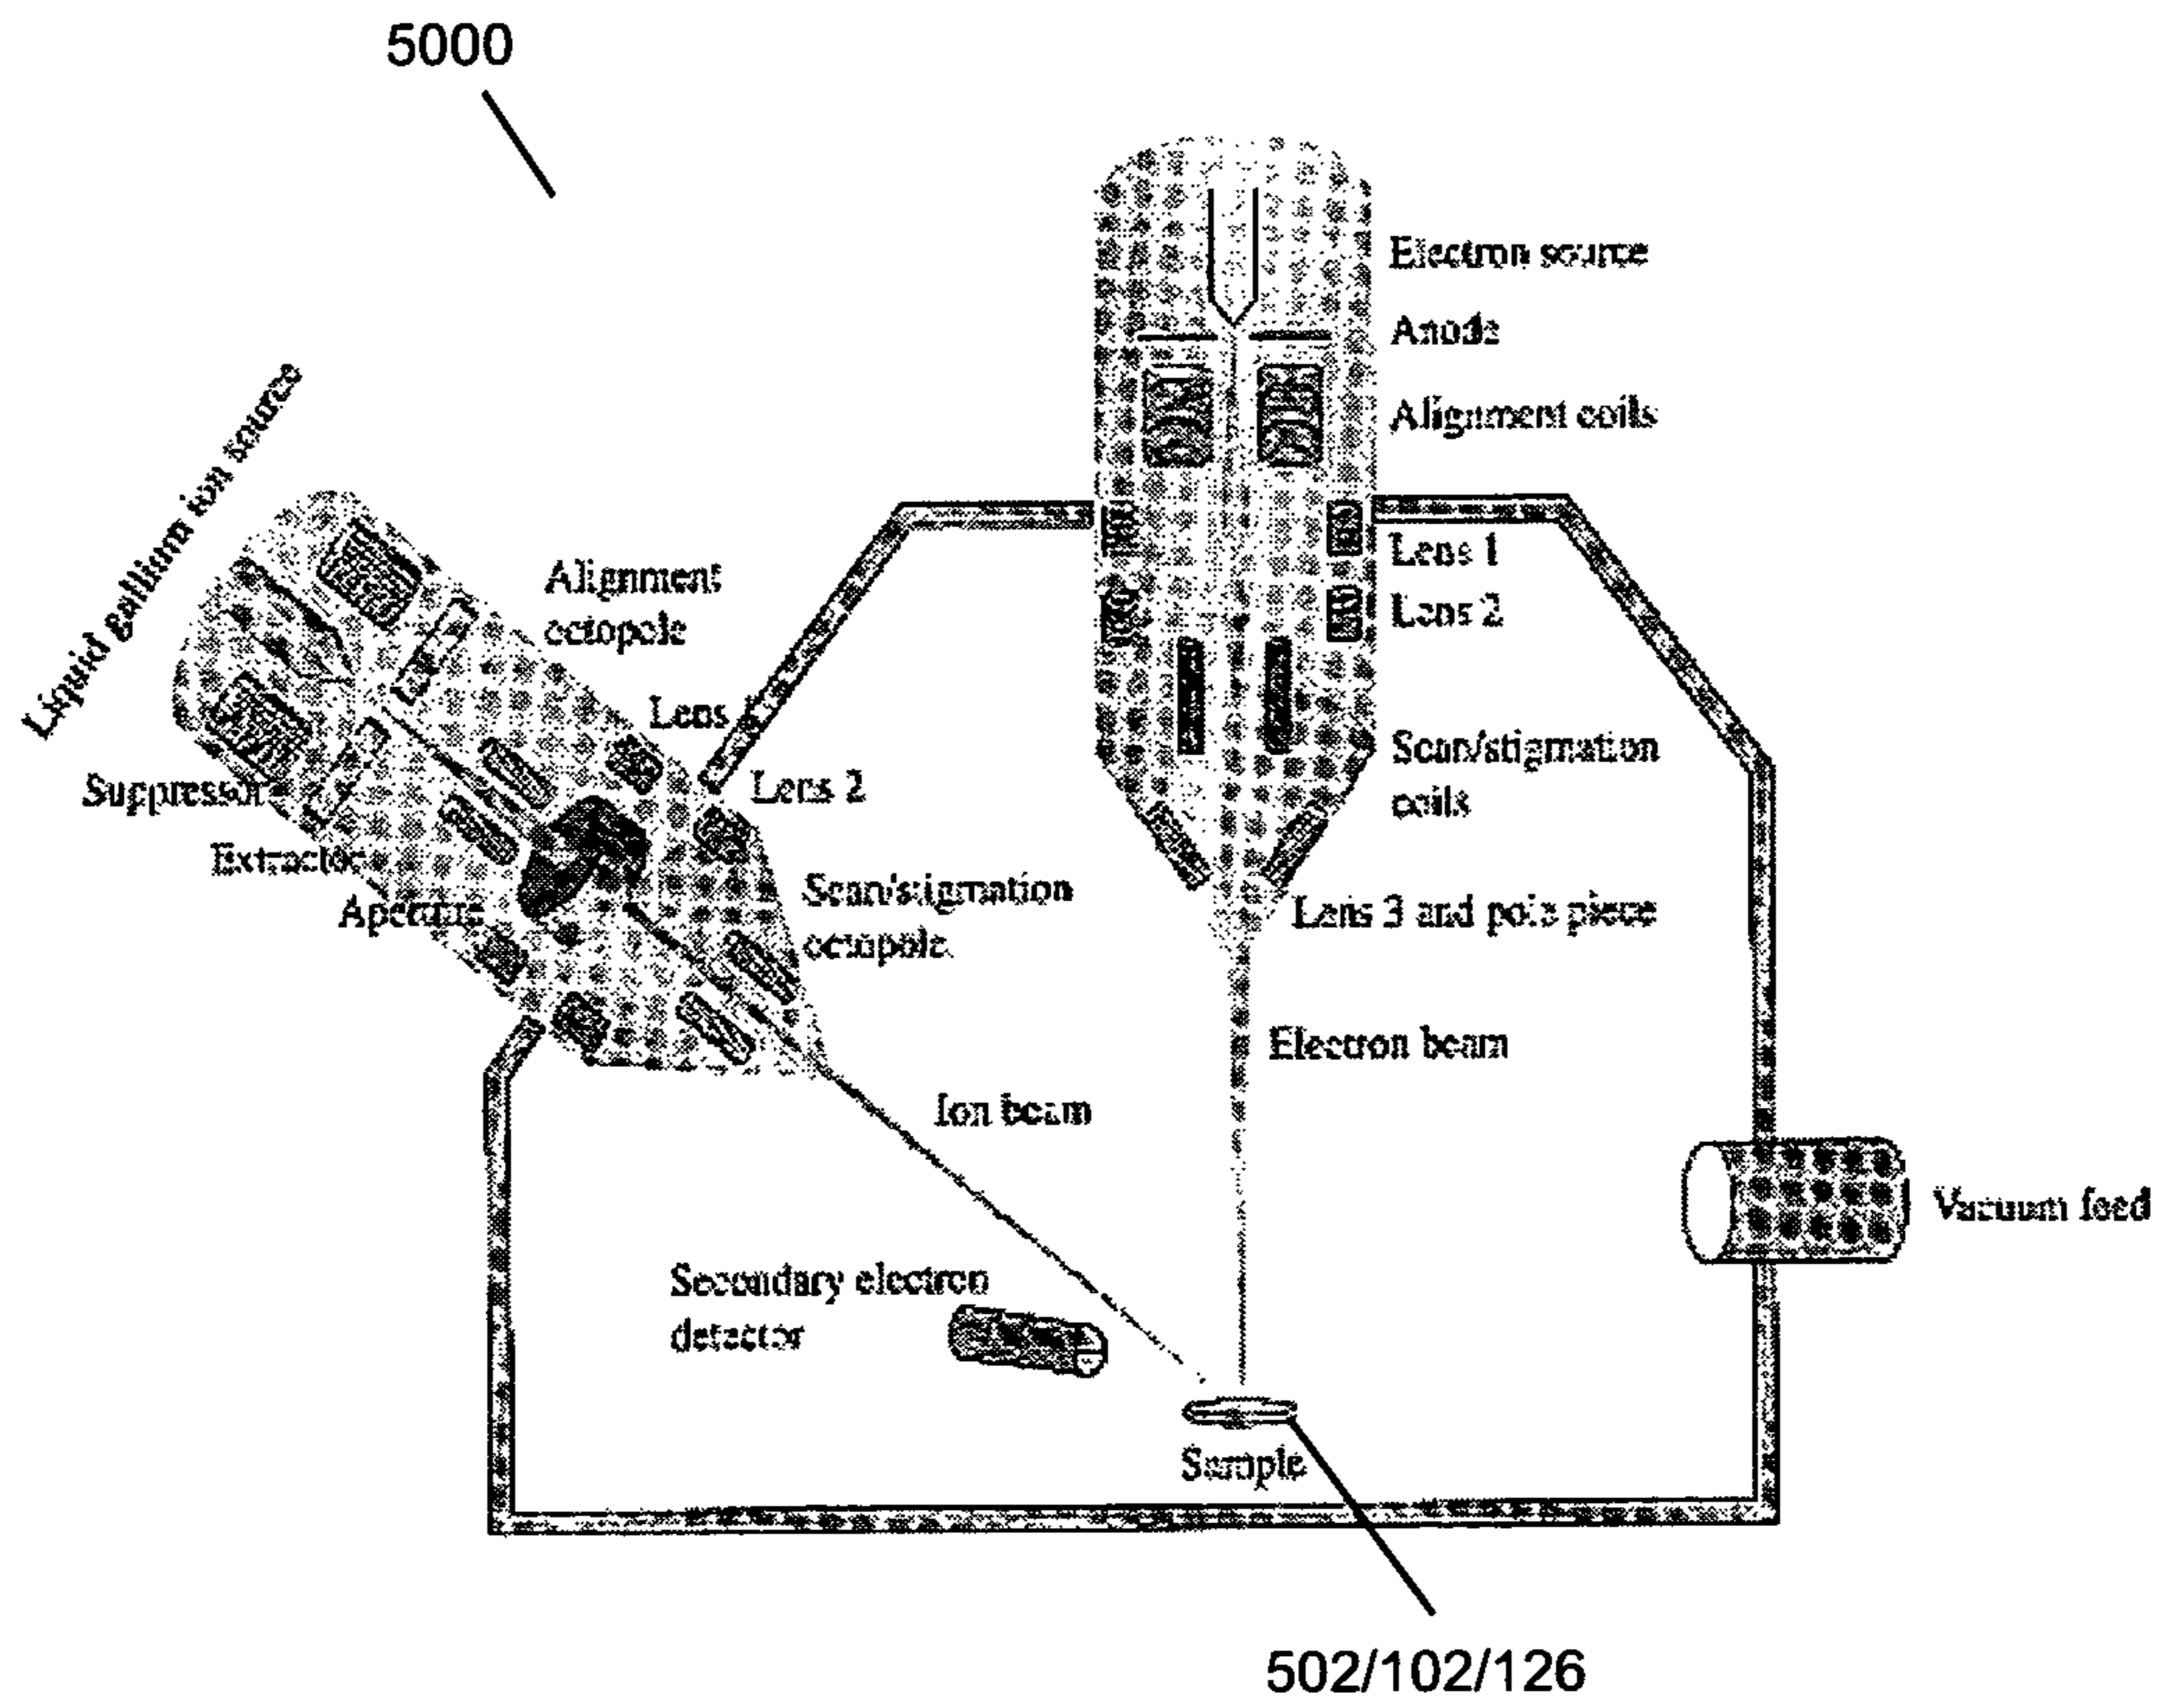 5000
Electron source
Anode
Alignment coils
Lens 1
Lens 2
Scan/stigmation
coils
Lens 3 and pole piece
Electron beam
Liquid gallium ion source
Alignment
octopole
Lens 1
Lens 2
Suppressor
Extractor
Aperture
Scan/stigmation
octopole
Ion beam
Vacuum feed
Secondary electron
detector
Sample
502/102/126